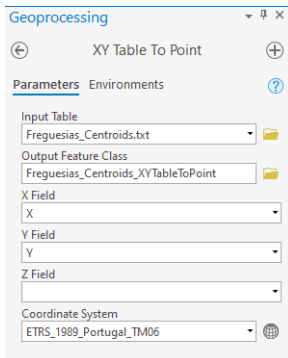 Geoprocessing
XY Table To Point
Parameters Environments
Input Table
Freguesias_Centroids.txt
Output Feature Class
Freguesias_Centroids_XYTableToPoint
X Field
X
Y Field
Y
Z Field
Coordinate System
ETRS_1989_Portugal_TM06